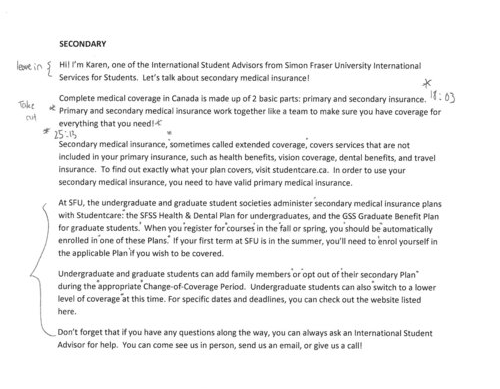 SECONDARY
leave in { Hi! I'm Karen, one of the International Student Advisors from Simon Fraser University International
Services for Students. Let's talk about secondary medical insurance!
Complete medical coverage in Canada is made up of 2 basic parts: primary and secondary insurance. * 18:03
Take out * Primary and secondary medical insurance work together like a team to make sure you have coverage for
everything that you need!
* 25:13
Secondary medical insurance, sometimes called extended coverage, covers services that are not
included in your primary insurance, such as health benefits, vision coverage, dental benefits, and travel
insurance. To find out exactly what your plan covers, visit studentcare.ca. In order to use your
secondary medical insurance, you need to have valid primary medical insurance.
At SFU, the undergraduate and graduate student societies administer secondary medical insurance plans
with Studentcare: the SFSS Health & Dental Plan for undergraduates, and the GSS Graduate Benefit Plan
for graduate students. When you register for courses in the fall or spring, you should be automatically
enrolled in one of these Plans. If your first term at SFU is in the summer, you'll need to enrol yourself in
the applicable Plan if you wish to be covered.
Undergraduate and graduate students can add family members or opt out of their secondary Plan
during the appropriate Change-of-Coverage Period. Undergraduate students can also switch to a lower
level of coverage at this time. For specific dates and deadlines, you can check out the website listed
here.
Don't forget that if you have any questions along the way, you can always ask an International Student
Advisor for help. You can come see us in person, send us an email, or give us a call!